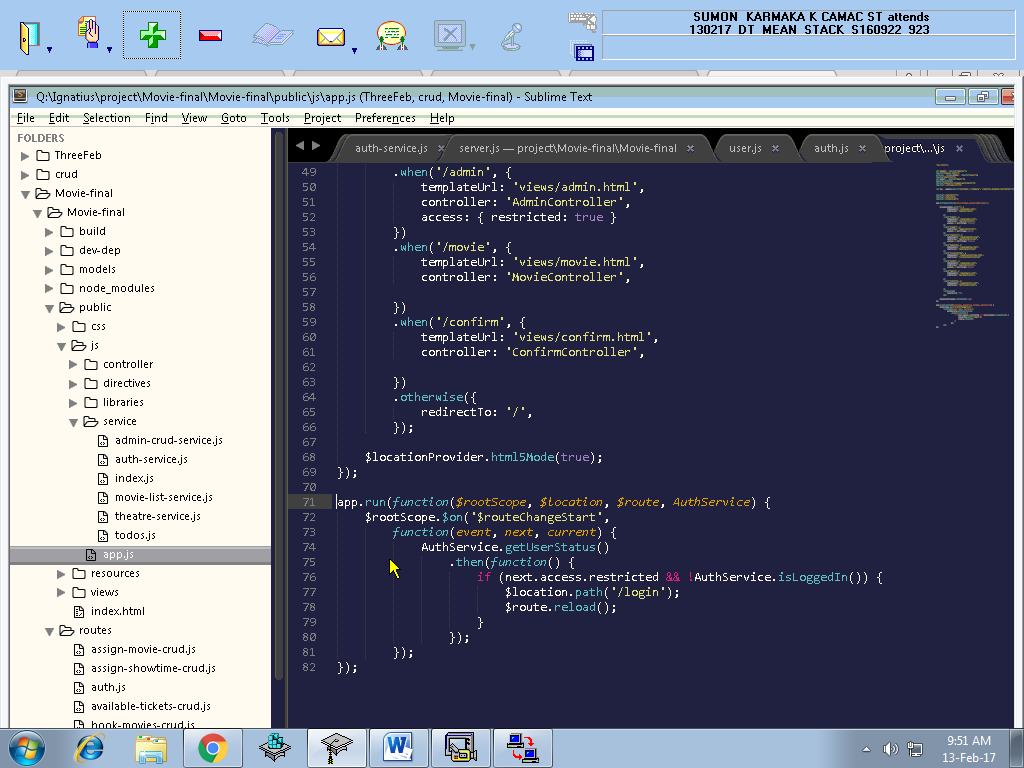 SUMON KARMAKA K CAMAC ST attends
130217 DT MEAN STACK S160922 923
Q:\Ignatius\project\Movie-final\Movie-final\public\js\app.js (ThreeFeb, crud, Movie-final) - Sublime Text
File Edit Selection Find View Goto Tools Project Preferences Help
FOLDERS
ThreeFeb
crud
Movie-final
Movie-final
build
dev-dep
models
node_modules
public
css
js
controller
directives
libraries
service
admin-crud-service.js
auth-service.js
index.js
movie-list-service.js
theatre-service.js
todos.js
app.js
resources
views
index.html
routes
assign-movie-crud.js
assign-showtime-crud.js
auth.js
available-tickets-crud.js
book-movies-crud.js
auth-service.js × server.js — project\Movie-final\Movie-final × user.js × auth.js × project\...\js ×
49 .when('/admin', {
50 templateUrl: 'views/admin.html',
51 controller: 'AdminController',
52 access: { restricted: true }
53 })
54 .when('/movie', {
55 templateUrl: 'views/movie.html',
56 controller: 'MovieController',
57
58 })
59 .when('/confirm', {
60 templateUrl: 'views/confirm.html',
61 controller: 'ConfirmController',
62
63 })
64 .otherwise({
65 redirectTo: '/',
66 });
67
68 $locationProvider.html5Mode(true);
69 });
70
71 app.run(function($rootScope, $location, $route, AuthService) {
72 $rootScope.$on('$routeChangeStart',
73 function(event, next, current) {
74 AuthService.getUserStatus()
75 .then(function() {
76 if (next.access.restricted && !AuthService.isLoggedIn()) {
77 $location.path('/login');
78 $route.reload();
79 }
80 });
81 });
82 });
9:51 AM
13-Feb-17